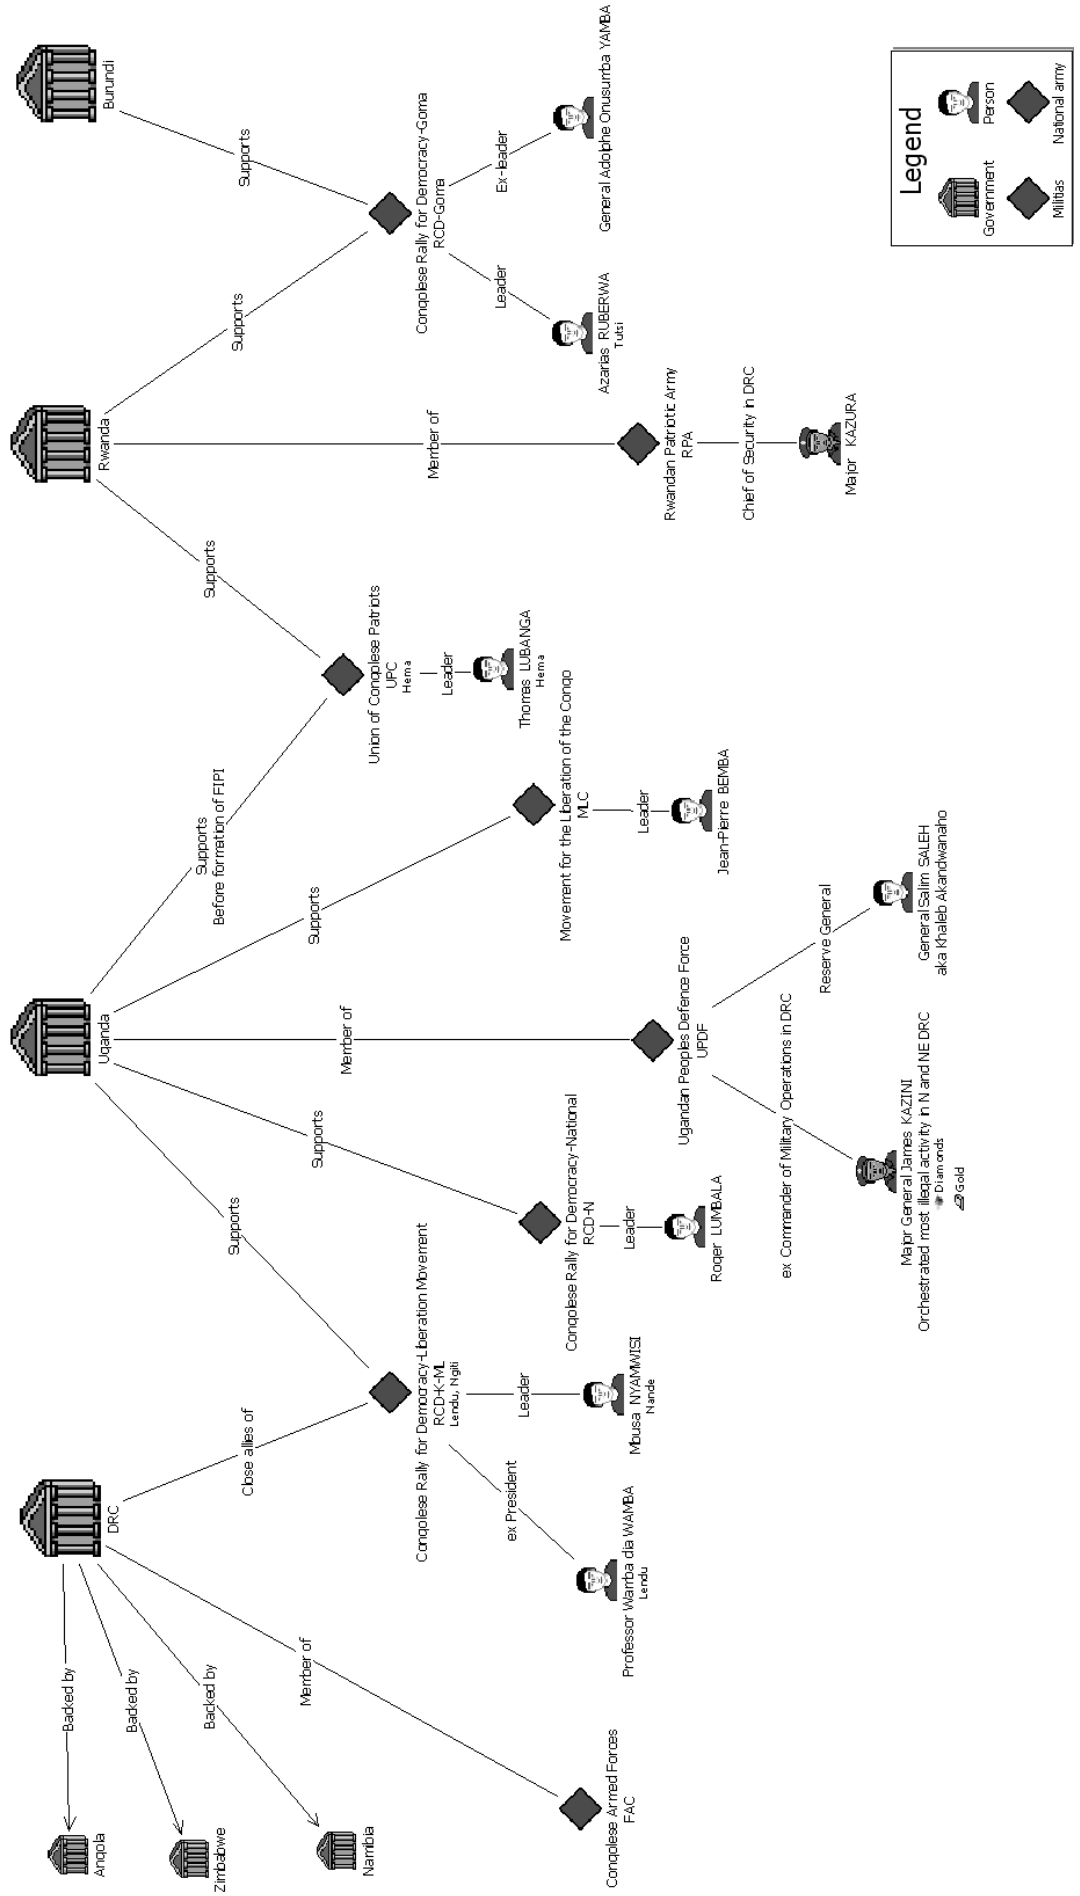 Angola
Zimbabwe
Namibia
Backed by
Backed by
Backed by
DRC
Member of
Congolese Armed Forces
FAC
Close allies of
Congolese Rally for Democracy-Liberation Movement
RCD-K-ML
Lendu, Ngiti
ex President
Professor Wamba dia WAMBA
Lendu
Leader
Mbusa NYAMWISI
Nande
Uganda
Supports
Supports
Congolese Rally for Democracy-National
RCD-N
Leader
Roger LUMBALA
Member of
Ugandan Peoples Defence Force
UPDF
ex Commander of Military Operations in DRC
Major General James KAZINI
Orchestrated most illegal activity in N and NE DRC
Diamonds
Gold
Reserve General
General Salim SALEH
aka Khaleb Akandwanaho
Supports
Movement for the Liberation of the Congo
MLC
Leader
Jean-Pierre BEMBA
Supports
Before formation of FIPI
Union of Congolese Patriots
UPC
Hema
Leader
Thomas LUBANGA
Hema
Rwanda
Supports
Member of
Rwandan Patriotic Army
RPA
Chief of Security in DRC
Major KAZURA
Supports
Burundi
Supports
Congolese Rally for Democracy-Goma
RCD-Goma
Leader
Azarias RUBERWA
Tutsi
Ex-leader
General Adolphe Onusumba YAMBA
Legend
Government
Person
Militias
National army